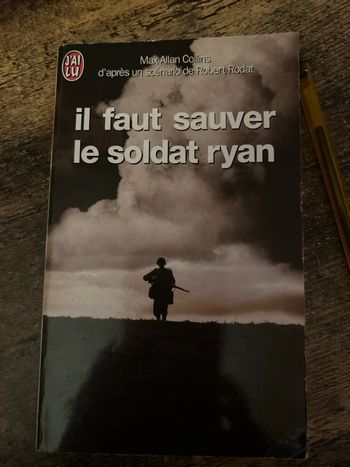 J'AI
LU
Max Allan Collins
d'après un scénario de Robert Rodat
il faut sauver
le soldat ryan